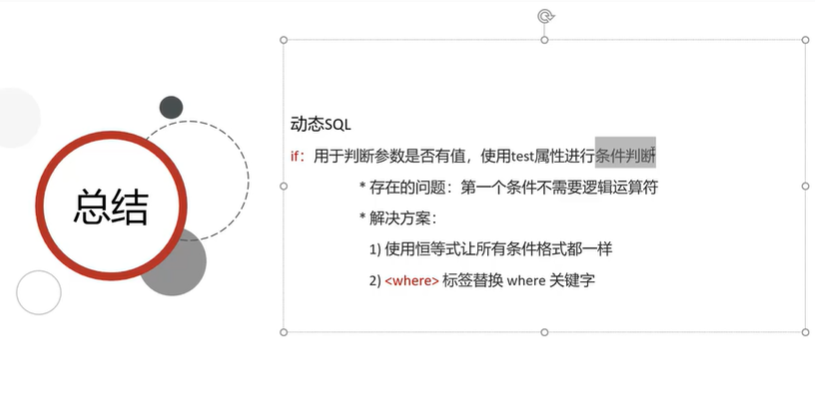 总结
动态SQL
if：用于判断参数是否有值，使用test属性进行条件判断
* 存在的问题：第一个条件不需要逻辑运算符
* 解决方案：
1) 使用恒等式让所有条件格式都一样
2) <where> 标签替换 where 关键字